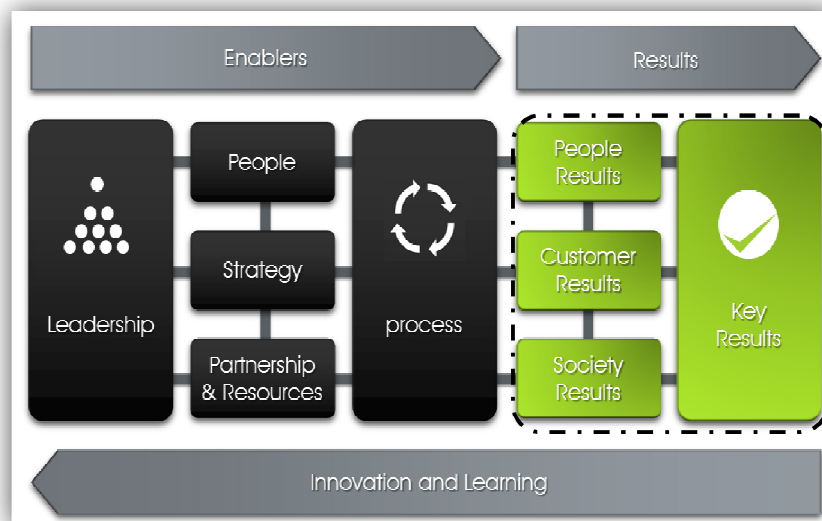 Enablers
Results
Leadership
People
Strategy
Partnership
& Resources
process
People
Results
Customer
Results
Society
Results
Key
Results
Innovation and Learning